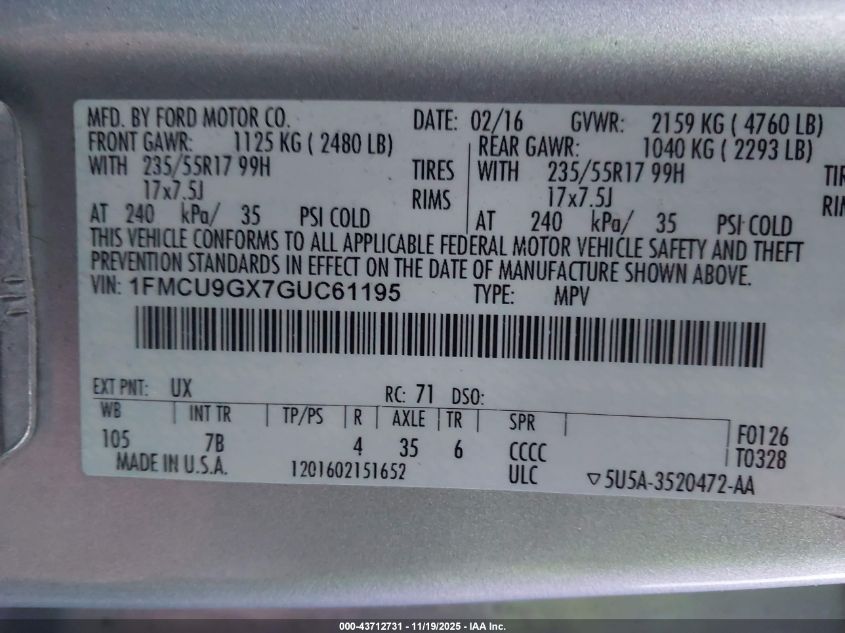 MFD. BY FORD MOTOR CO. DATE: 02/16 GVWR: 2159 KG ( 4760 LB)
FRONT GAWR: 1125 KG ( 2480 LB) REAR GAWR: 1040 KG ( 2293 LB)
WITH 235/55R17 99H TIRES WITH 235/55R17 99H
17x7.5J RIMS 17x7.5J
AT 240 kPa/ 35 PSI COLD AT 240 kPa/ 35 PSI COLD
THIS VEHICLE CONFORMS TO ALL APPLICABLE FEDERAL MOTOR VEHICLE SAFETY AND THEFT
PREVENTION STANDARDS IN EFFECT ON THE DATE OF MANUFACTURE SHOWN ABOVE.
VIN: 1FMCU9GX7GUC61195 TYPE: MPV
EXT PNT: UX RC: 71 DSO:
WB INT TR TP/PS R AXLE TR SPR
105 7B 4 35 6 CCCC F0126
T0328
MADE IN U.S.A. 1201602151652 ULC ▽5U5A-3520472-AA
000-43712731 - 11/19/2025 - IAA Inc.